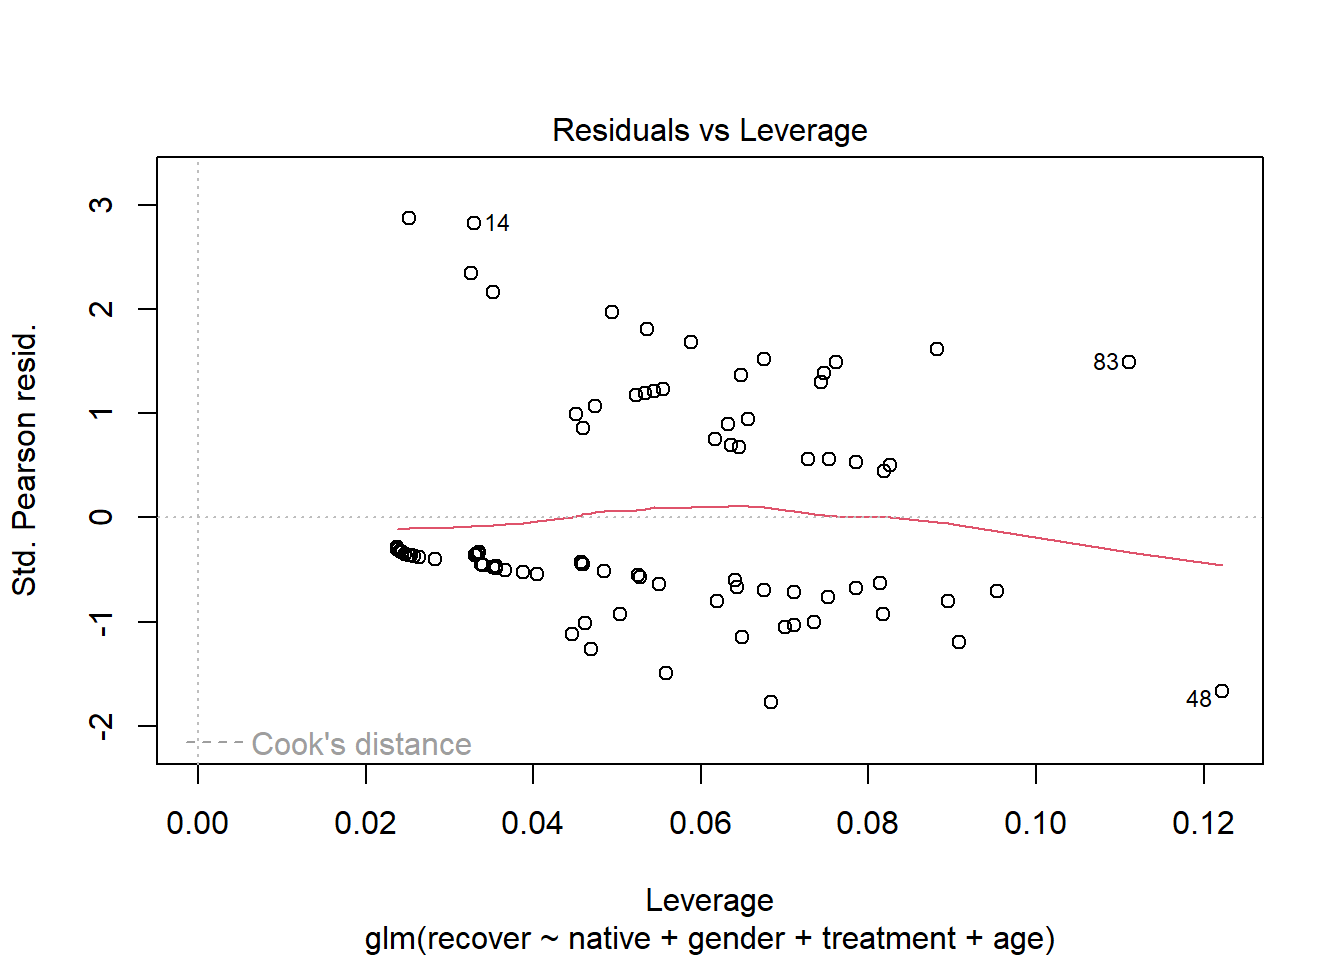 Residuals vs Leverage
Std. Pearson resid.
3
2
1
0
-1
-2
14
83
48
Cook's distance
0.00 0.02 0.04 0.06 0.08 0.10 0.12
Leverage
glm(recover ~ native + gender + treatment + age)